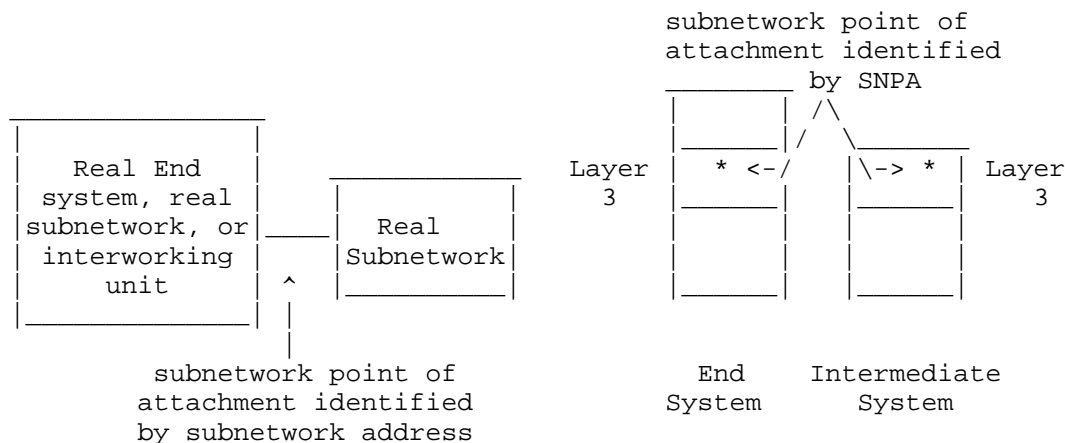 subnetwork point of
attachment identified
by SNPA
Real End
system, real
subnetwork, or
interworking
unit
Real
Subnetwork
subnetwork point of
attachment identified
by subnetwork address
Layer
3
* <-/
\-> *
Layer
3
End
System
Intermediate
System